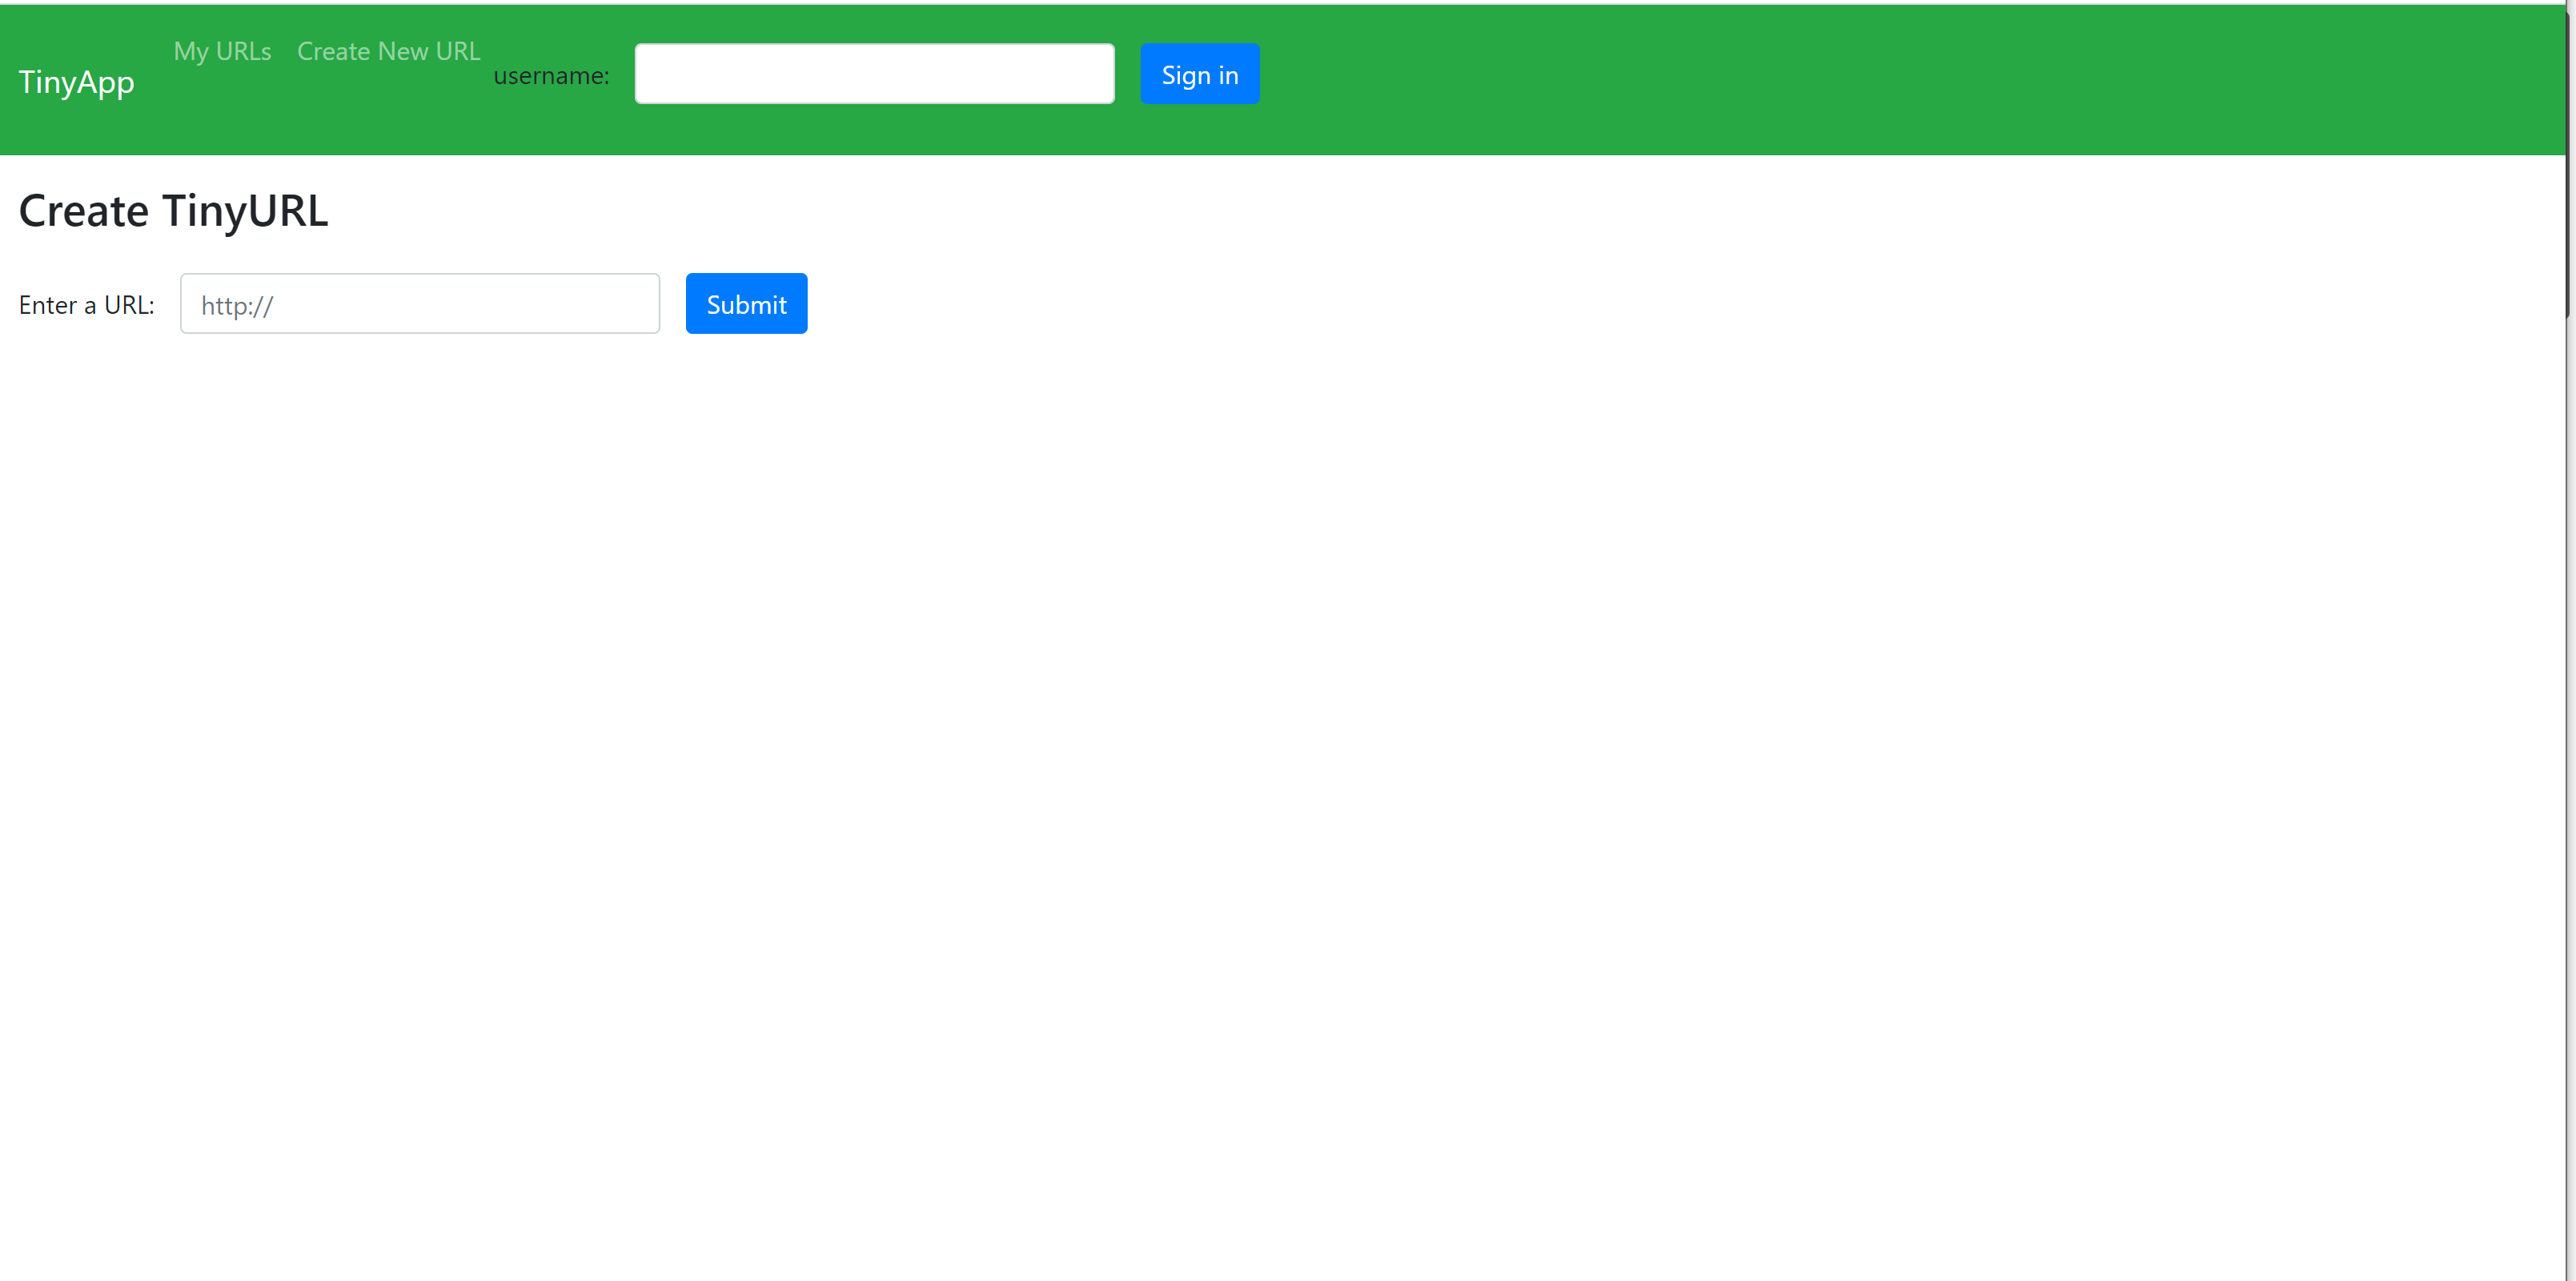 TinyApp My URLs Create New URL username: Sign in
Create TinyURL
Enter a URL: http:// Submit